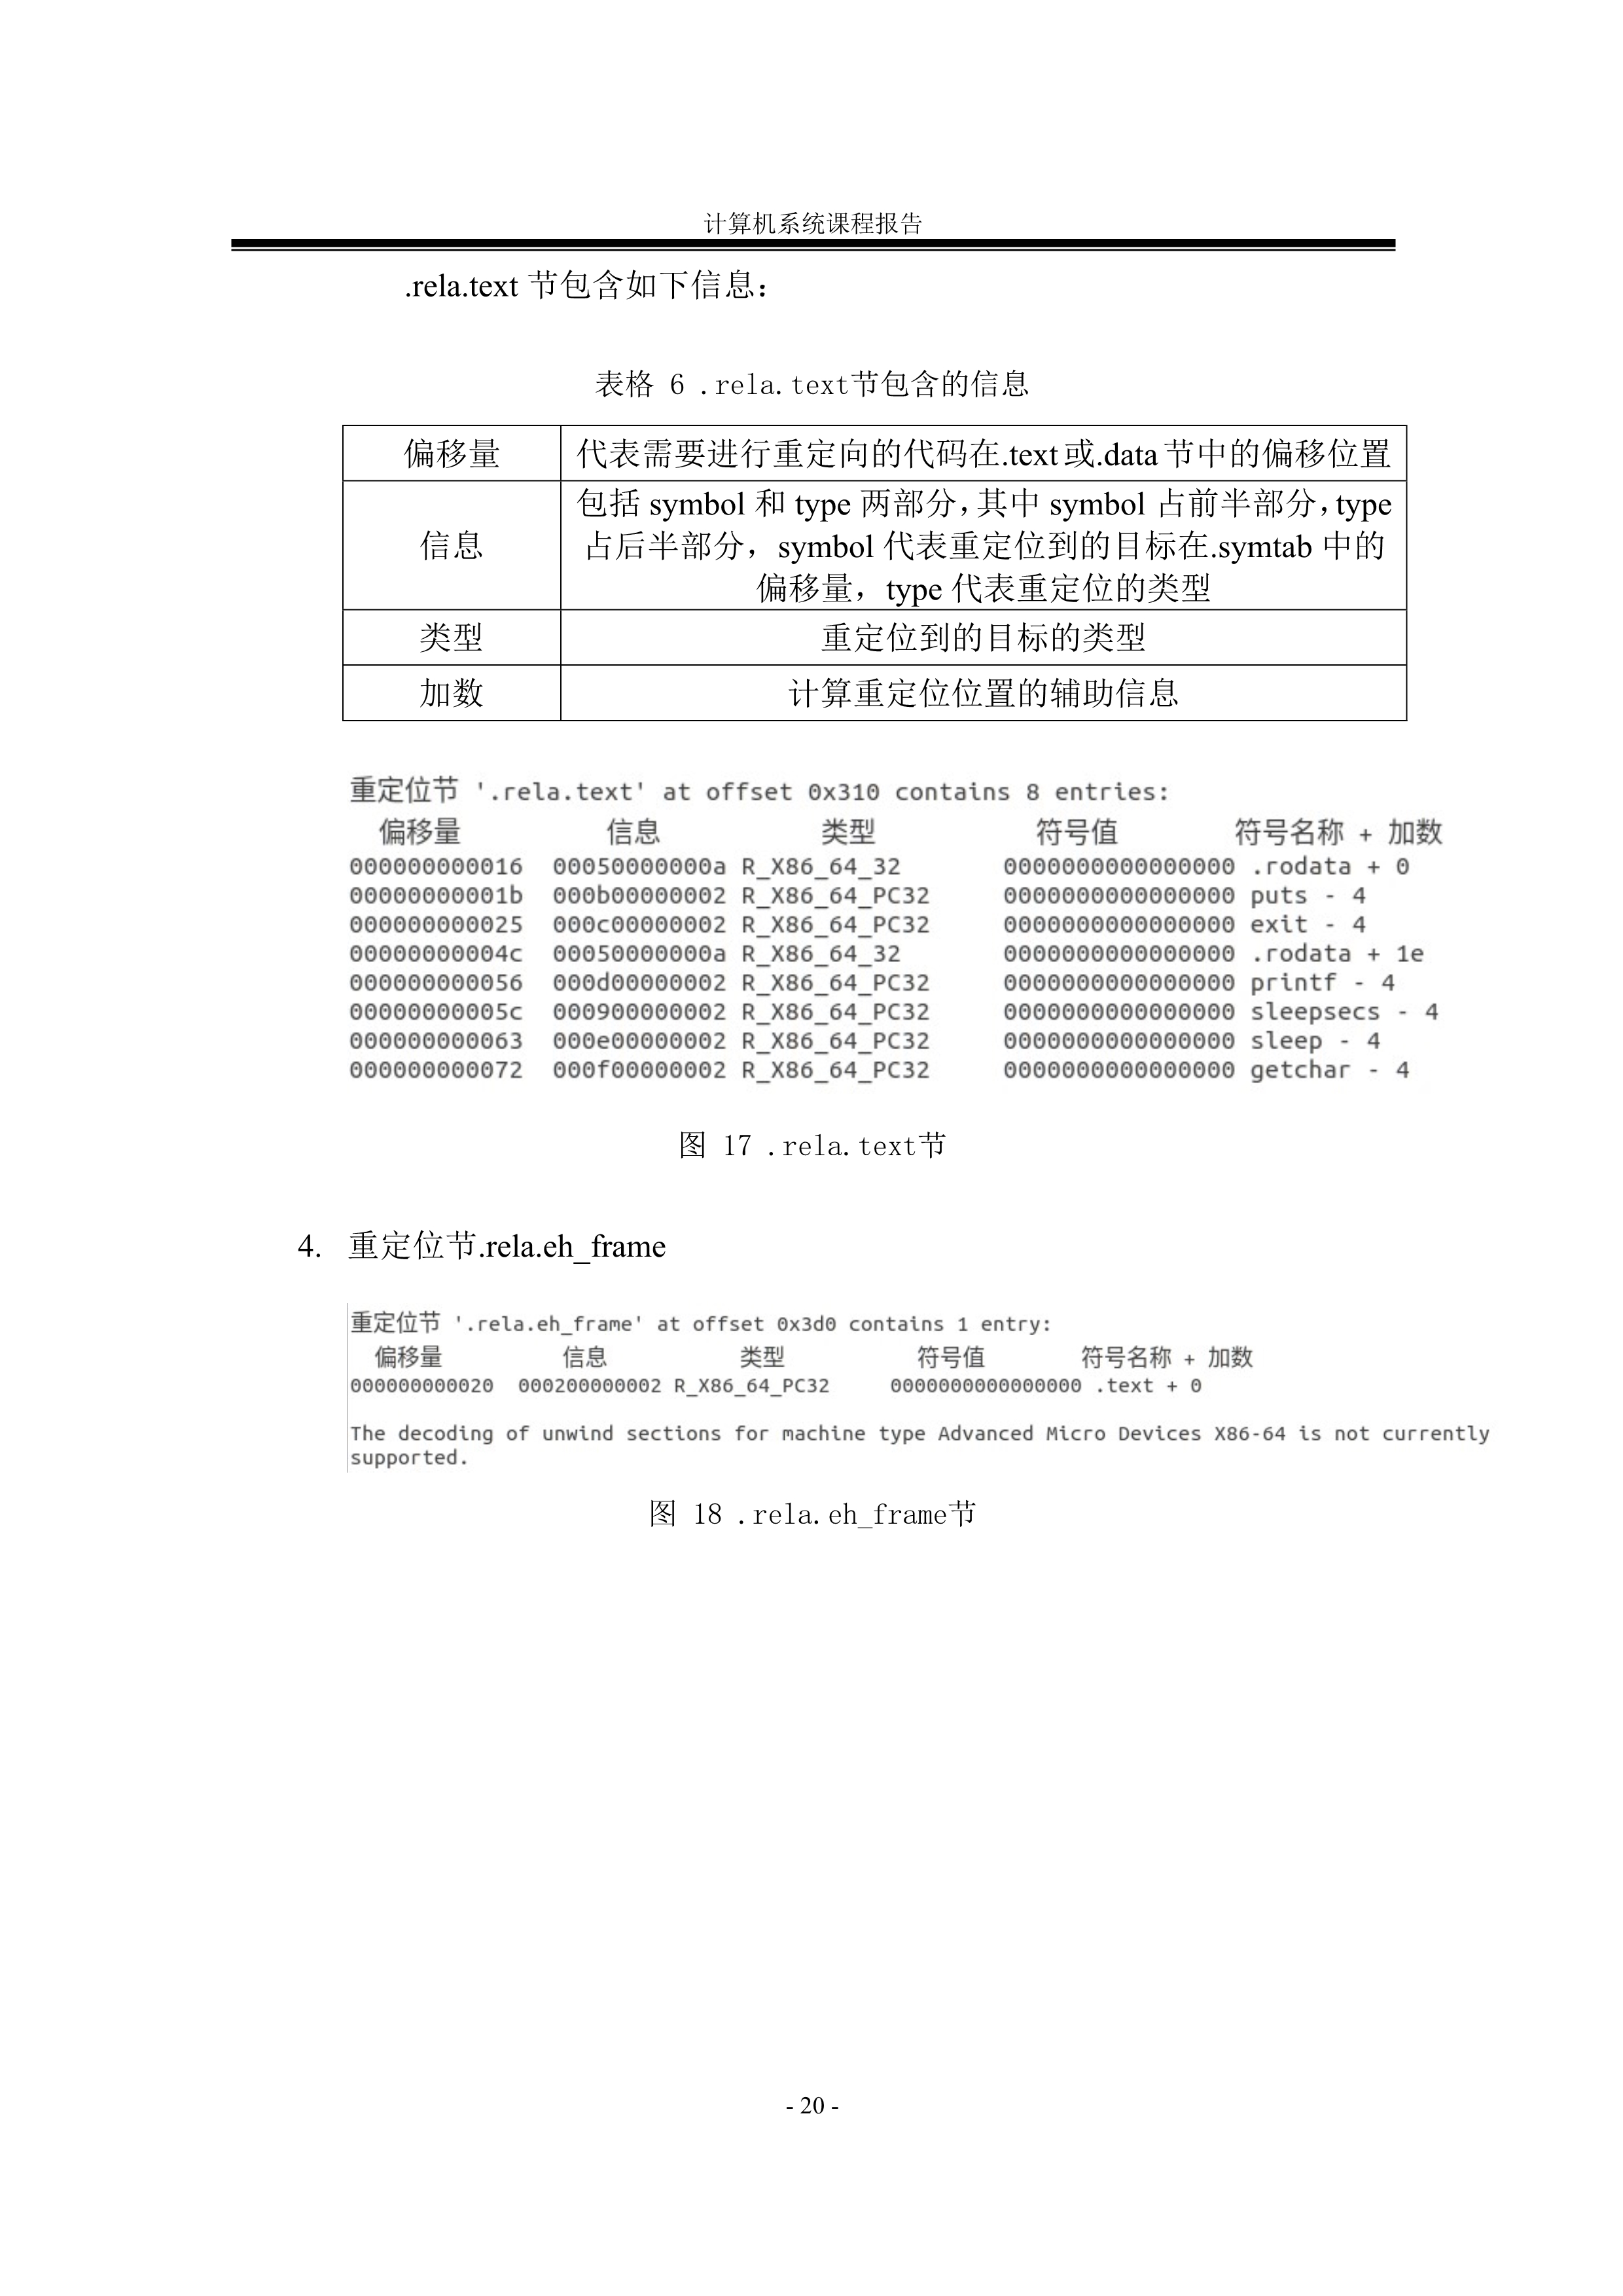 计算机系统课程报告
.rela.text 节包含如下信息：
表格 6 .rela.text节包含的信息
偏移量 代表需要进行重定向的代码在.text或.data节中的偏移位置
信息 包括 symbol 和 type 两部分，其中 symbol 占前半部分，type
占后半部分，symbol 代表重定位到的目标在.symtab 中的
偏移量，type 代表重定位的类型
类型 重定位到的目标的类型
加数 计算重定位位置的辅助信息
重定位节 '.rela.text' at offset 0x310 contains 8 entries:
偏移量 信息 类型 符号值 符号名称 + 加数
000000000016 00050000000a R_X86_64_32 0000000000000000 .rodata + 0
00000000001b 000b00000002 R_X86_64_PC32 0000000000000000 puts - 4
000000000025 000c00000002 R_X86_64_PC32 0000000000000000 exit - 4
00000000004c 00050000000a R_X86_64_32 0000000000000000 .rodata + 1e
000000000056 000d00000002 R_X86_64_PC32 0000000000000000 printf - 4
00000000005c 000900000002 R_X86_64_PC32 0000000000000000 sleepsecs - 4
000000000063 000e00000002 R_X86_64_PC32 0000000000000000 sleep - 4
000000000072 000f00000002 R_X86_64_PC32 0000000000000000 getchar - 4
图 17 .rela.text节
4. 重定位节.rela.eh_frame
重定位节 '.rela.eh_frame' at offset 0x3d0 contains 1 entry:
偏移量 信息 类型 符号值 符号名称 + 加数
000000000020 000200000002 R_X86_64_PC32 0000000000000000 .text + 0
The decoding of unwind sections for machine type Advanced Micro Devices X86-64 is not currently
supported.
图 18 .rela.eh_frame节
- 20 -